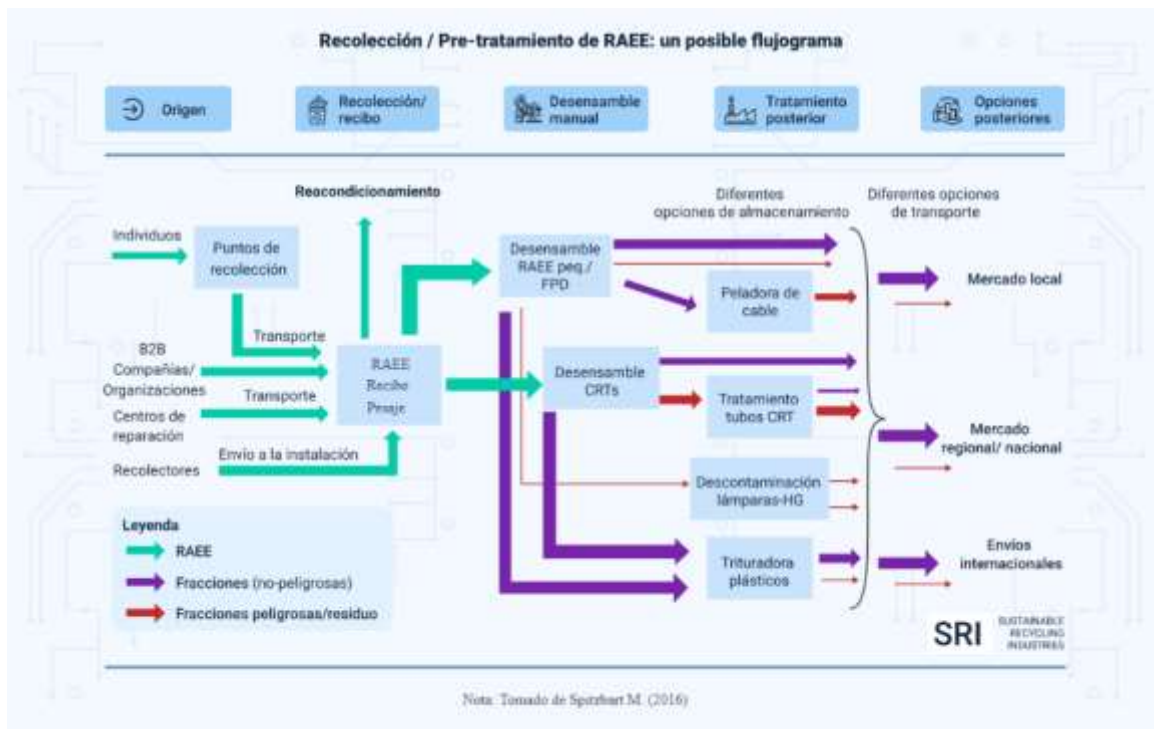 Recolección / Pre-tratamiento de RAEE: un posible flujograma
Origen
Recolección/
recibo
Desensamble
manual
Tratamiento
posterior
Opciones
posteriores
Reacondicionamiento
Diferentes
opciones de almacenamiento
Diferentes opciones
de transporte
Individuos
Puntos de
recolección
Desensamble
RAEE peq./
FPD
Peladora de
cable
Mercado local
Transporte
B2B
Compañias/
Organizaciones
RAEE
Recibo
Pesaje
Desensamble
CRTs
Transporte
Tratamiento
tubos CRT
Centros de
reparación
Mercado
regional/ nacional
Envío a la instalación
Recolectores
Descontaminación
lámparas-HG
Leyenda
RAEE
Fracciones (no-peligrosas)
Fracciones peligrosas/residuo
Trituradora
plásticos
Envíos
internacionales
SRI
SUSTAINABLE
RECYCLING
INDUSTRIES
Nota: Tomado de Spitzbart M. (2016)